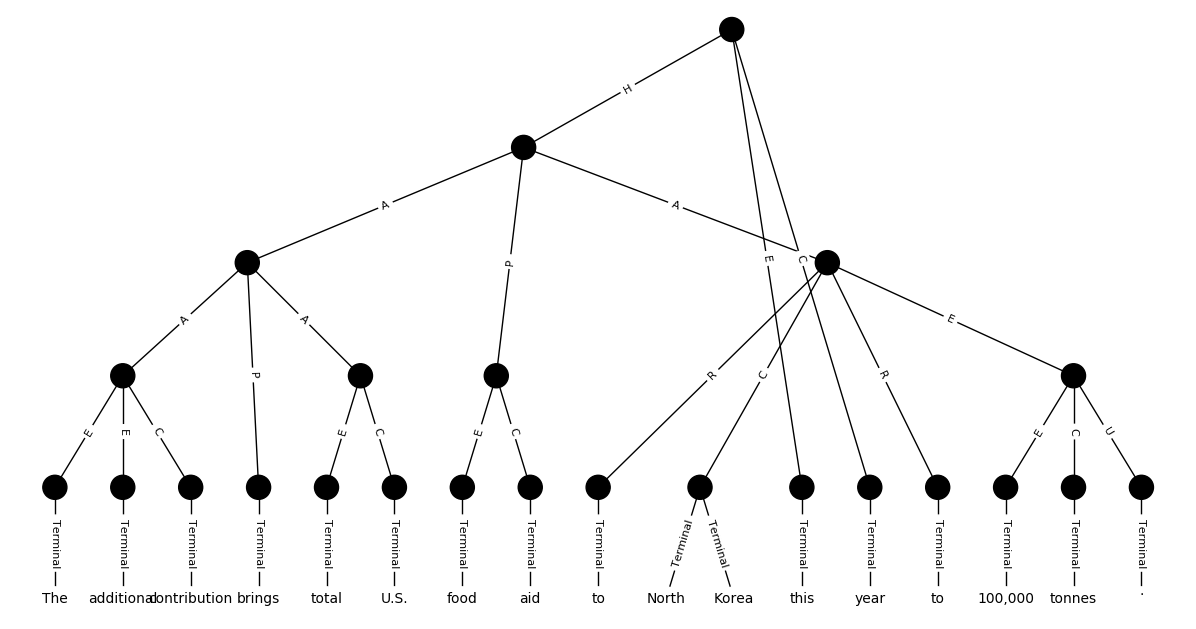 H
A A
P E C
A A P R C R E
E E C E C E C E C U
Terminal Terminal Terminal Terminal Terminal Terminal Terminal Terminal Terminal Terminal Terminal Terminal Terminal Terminal Terminal Terminal Terminal
The additional contribution brings total U.S. food aid to North Korea this year to 100,000 tonnes .